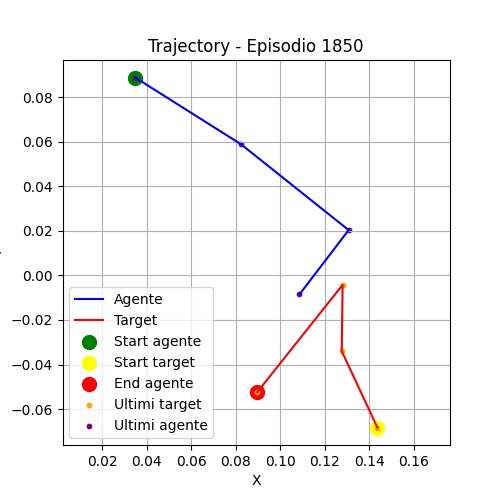 Trajectory - Episodio 1850
0.08
0.06
0.04
0.02
0.00
−0.02
−0.04
−0.06
Agente
Target
Start agente
Start target
End agente
Ultimi target
Ultimi agente
0.02 0.04 0.06 0.08 0.10 0.12 0.14 0.16
X